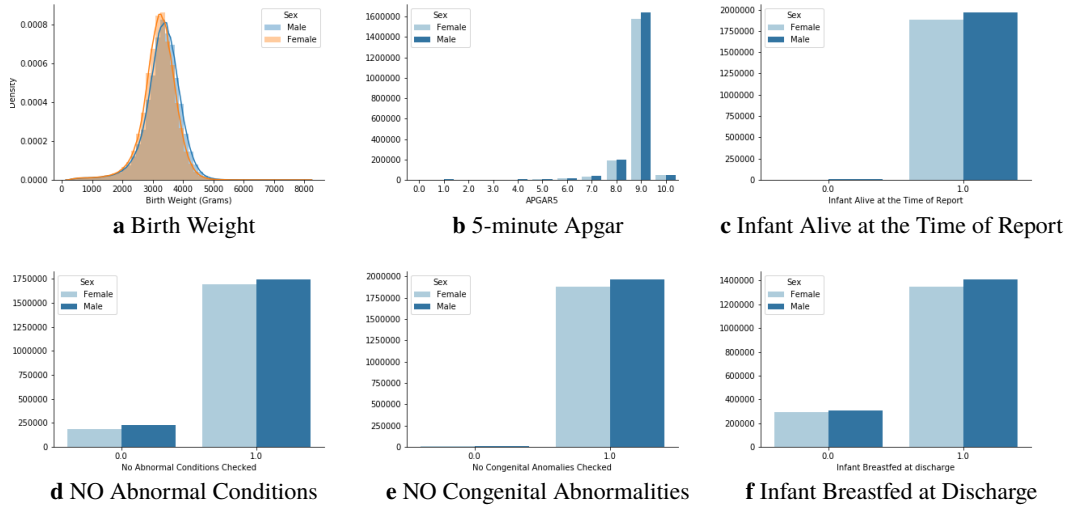 Sex
Male
Female
0.0008
0.0006
0.0004
0.0002
0.0000
Density
0 1000 2000 3000 4000 5000 6000 7000 8000
Birth Weight (Grams)
a Birth Weight
Sex
Female
Male
1600000
1400000
1200000
1000000
800000
600000
400000
200000
0
0.0 1.0 2.0 3.0 4.0 5.0 6.0 7.0 8.0 9.0 10.0
APGAR5
b 5-minute Apgar
Sex
Female
Male
2000000
1750000
1500000
1250000
1000000
750000
500000
250000
0
0.0 1.0
Infant Alive at the Time of Report
c Infant Alive at the Time of Report
Sex
Female
Male
1750000
1500000
1250000
1000000
750000
500000
250000
0
0.0 1.0
No Abnormal Conditions Checked
d NO Abnormal Conditions
Sex
Female
Male
2000000
1750000
1500000
1250000
1000000
750000
500000
250000
0
0.0 1.0
No Congenital Anomalies Checked
e NO Congenital Abnormalities
Sex
Female
Male
1400000
1200000
1000000
800000
600000
400000
200000
0
0.0 1.0
Infant Breastfed at discharge
f Infant Breastfed at Discharge